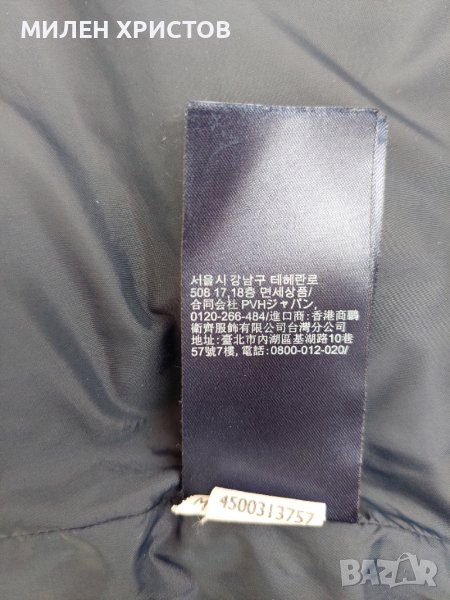 МИЛЕН ХРИСТОВ
서울시 강남구 테헤란로
508 17,18층 면세상품/
合同会社 PVHジャパン,
0120-266-484/進口商:香港商鵬
衛齊服飾有限公司台灣分公司
地址:臺北市內湖區基湖路10巷
57號7樓, 電話:0800-012-020/
M 4500313757
BAZAR